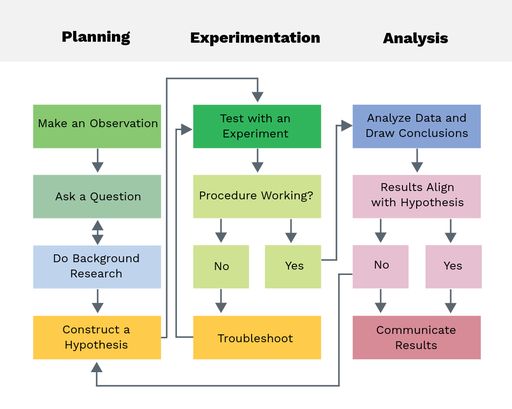 Planning
Experimentation
Analysis
Make an Observation
Ask a Question
Do Background
Research
Construct a
Hypothesis
Test with an
Experiment
Procedure Working?
No
Yes
Troubleshoot
Analyze Data and
Draw Conclusions
Results Align
with Hypothesis
No
Yes
Communicate
Results